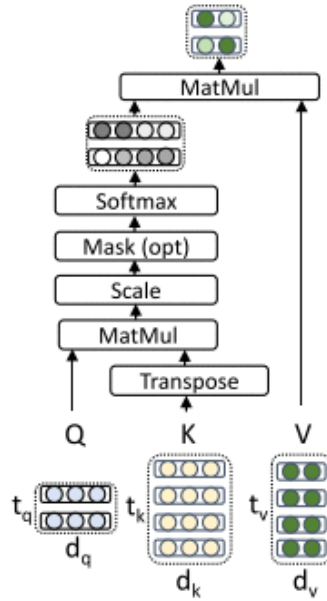 MatMul
Softmax
Mask (opt)
Scale
MatMul
Transpose
Q K V
t_q t_k t_v
d_q d_k d_v